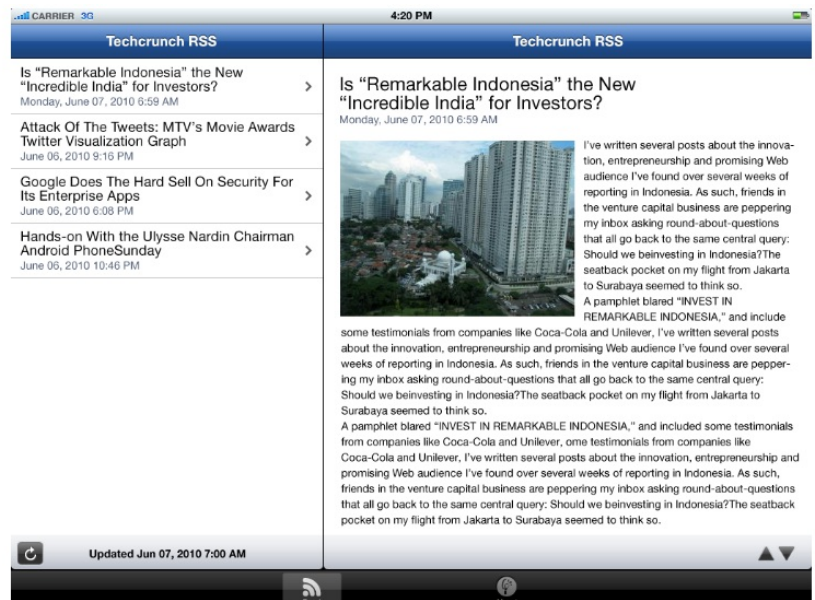 CARRIER 3G
4:20 PM
Techcrunch RSS
Is “Remarkable Indonesia” the New
“Incredible India” for Investors?
Monday, June 07, 2010 6:59 AM
Attack Of The Tweets: MTV's Movie Awards
Twitter Visualization Graph
June 06, 2010 9:16 PM
Google Does The Hard Sell On Security For
Its Enterprise Apps
June 06, 2010 6:08 PM
Hands-on With the Ulysse Nardin Chairman
Android PhoneSunday
June 06, 2010 10:46 PM
Updated Jun 07, 2010 7:00 AM
Techcrunch RSS
Is “Remarkable Indonesia” the New
“Incredible India” for Investors?
Monday, June 07, 2010 6:59 AM
I've written several posts about the innova-
tion, entrepreneurship and promising Web
audience I've found over several weeks of
reporting in Indonesia. As such, friends in
the venture capital business are peppering
my inbox asking round-about-questions
that all go back to the same central query:
Should we beinvesting in Indonesia?The
seatback pocket on my flight from Jakarta
to Surabaya seemed to think so.
A pamphlet blared “INVEST IN
REMARKABLE INDONESIA,” and include
some testimonials from companies like Coca-Cola and Unilever, I've written several posts
about the innovation, entrepreneurship and promising Web audience I've found over several
weeks of reporting in Indonesia. As such, friends in the venture capital business are pepper-
ing my inbox asking round-about-questions that all go back to the same central query:
Should we beinvesting in Indonesia?The seatback pocket on my flight from Jakarta to
Surabaya seemed to think so.
A pamphlet blared “INVEST IN REMARKABLE INDONESIA,” and included some testimonials
from companies like Coca-Cola and Unilever, ome testimonials from companies like
Coca-Cola and Unilever, I've written several posts about the innovation, entrepreneurship and
promising Web audience I've found over several weeks of reporting in Indonesia. As such,
friends in the venture capital business are peppering my inbox asking round-about-questions
that all go back to the same central query: Should we beinvesting in Indonesia?The seatback
pocket on my flight from Jakarta to Surabaya seemed to think so.